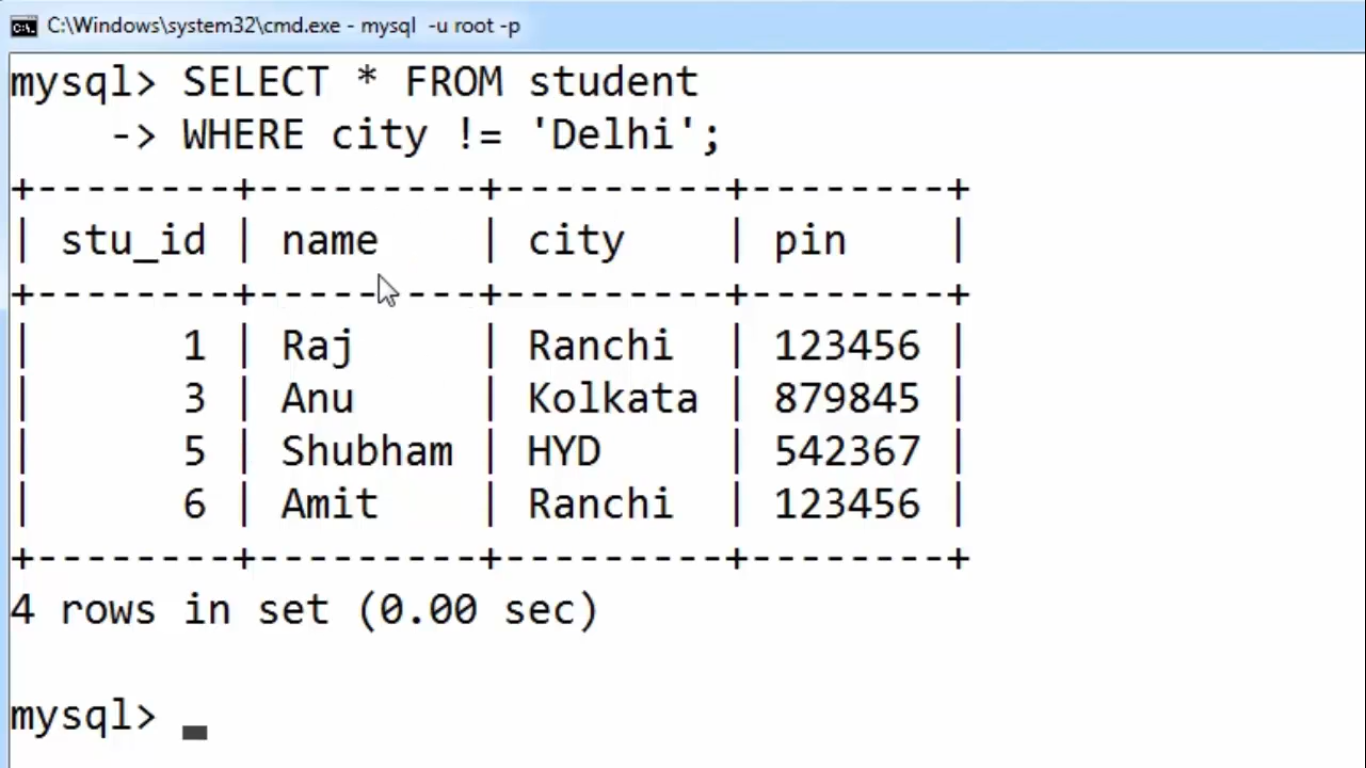 C:\Windows\system32\cmd.exe - mysql  -u root -p
mysql> SELECT * FROM student
    -> WHERE city != 'Delhi';
+--------+---------+---------+--------+
| stu_id | name    | city    | pin    |
+--------+---------+---------+--------+
|      1 | Raj     | Ranchi  | 123456 |
|      3 | Anu     | Kolkata | 879845 |
|      5 | Shubham | HYD     | 542367 |
|      6 | Amit    | Ranchi  | 123456 |
+--------+---------+---------+--------+
4 rows in set (0.00 sec)
mysql>